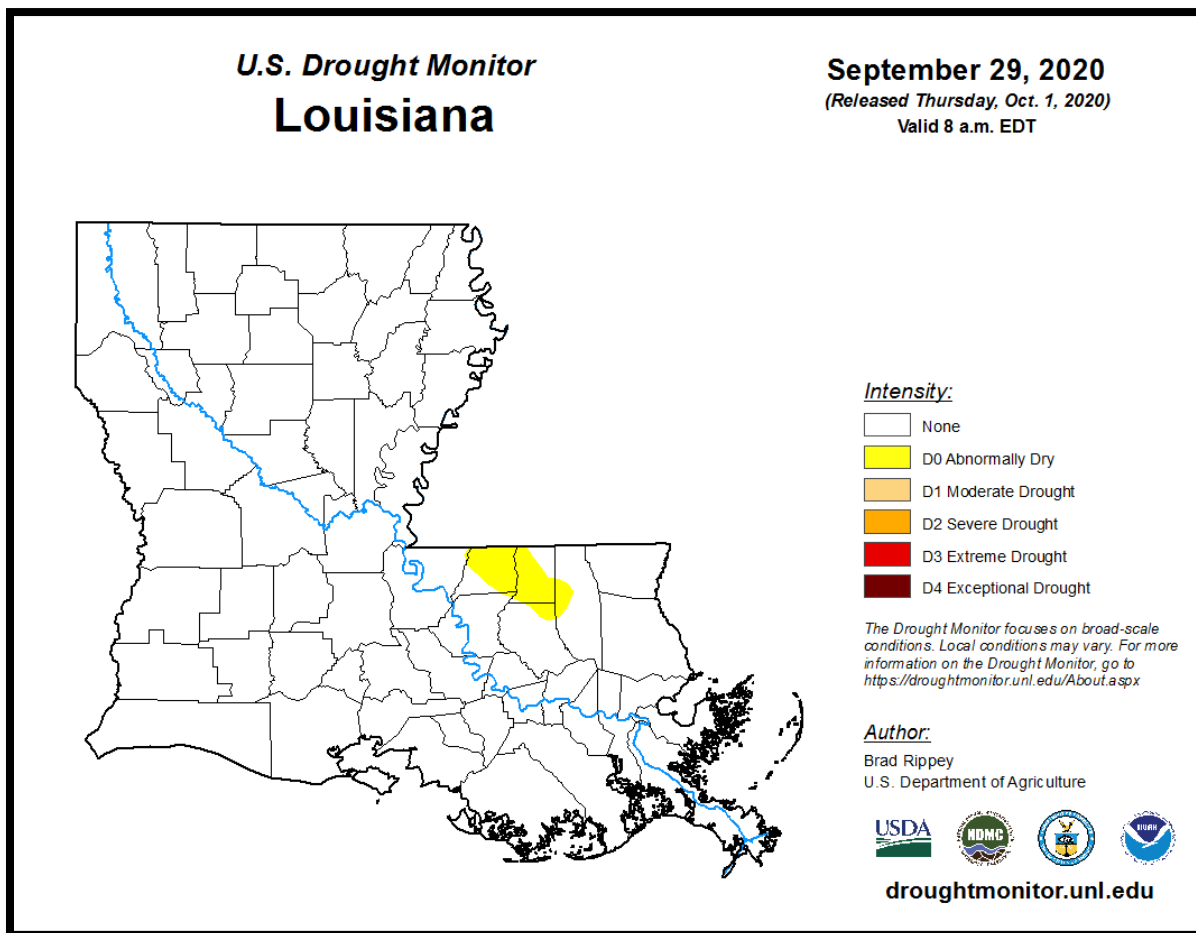 U.S. Drought Monitor
Louisiana
September 29, 2020
(Released Thursday, Oct. 1, 2020)
Valid 8 a.m. EDT
Intensity:
None
D0 Abnormally Dry
D1 Moderate Drought
D2 Severe Drought
D3 Extreme Drought
D4 Exceptional Drought
The Drought Monitor focuses on broad-scale
conditions. Local conditions may vary. For more
information on the Drought Monitor, go to
https://droughtmonitor.unl.edu/About.aspx
Author:
Brad Rippey
U.S. Department of Agriculture
USDA
NDMC
droughtmonitor.unl.edu